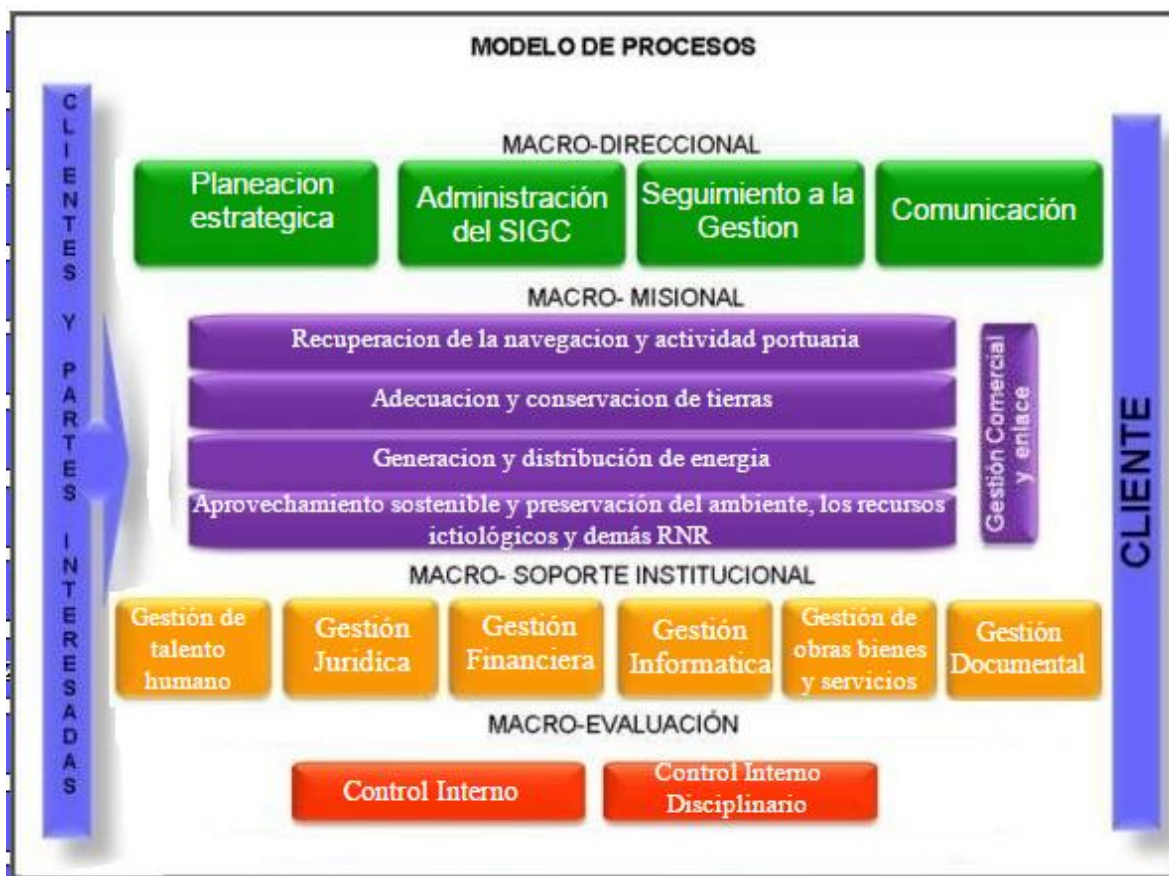 MODELO DE PROCESOS
CLIENTES Y PARTES INTERESADAS
MACRO-DIRECCIONAL
Planeacion
estrategica
Administración
del SIGC
Seguimiento a la
Gestion
Comunicación
MACRO- MISIONAL
Recuperacion de la navegacion y actividad portuaria
Adecuacion y conservacion de tierras
Generacion y distribución de energia
Aprovechamiento sostenible y preservación del ambiente, los recursos
ictiológicos y demás RNR
Gestión Comercial
y enlace
CLIENTE
MACRO- SOPORTE INSTITUCIONAL
Gestión de
talento
humano
Gestión
Juridica
Gestión
Financiera
Gestión
Informatica
Gestión de
obras bienes
y servicios
Gestión
Documental
MACRO-EVALUACIÓN
Control Interno
Control Interno
Disciplinario